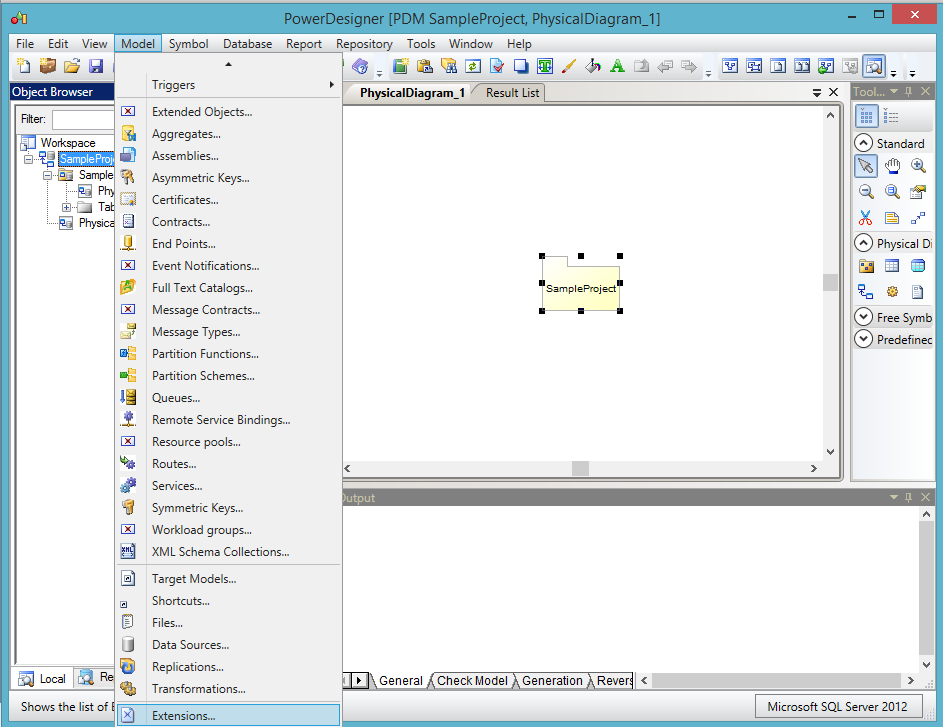 PowerDesigner [PDM SampleProject, PhysicalDiagram_1]
File Edit View Model Symbol Database Report Repository Tools Window Help
Object Browser
Filter:
Workspace
SampleProj
Sample
Phy
Tab
Physica
Local
Re
Triggers
Extended Objects...
Aggregates...
Assemblies...
Asymmetric Keys...
Certificates...
Contracts...
End Points...
Event Notifications...
Full Text Catalogs...
Message Contracts...
Message Types...
Partition Functions...
Partition Schemes...
Queues...
Remote Service Bindings...
Resource pools...
Routes...
Services...
Symmetric Keys...
Workload groups...
XML Schema Collections...
Target Models...
Shortcuts...
Files...
Data Sources...
Replications...
Transformations...
Extensions...
PhysicalDiagram_1 Result List
SampleProject
Tool...
Standard
Physical Di
Free Symb
Predefined
Output
General Check Model Generation Revers
Shows the list of E
Microsoft SQL Server 2012